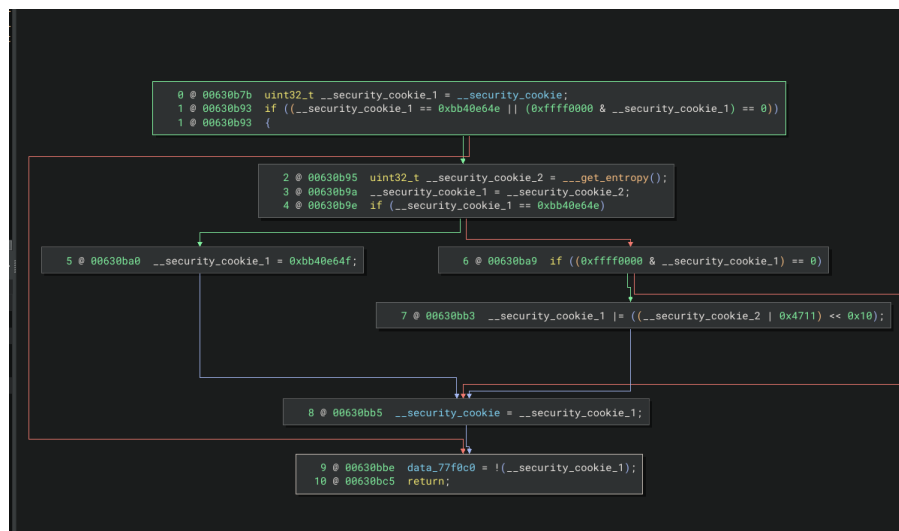 0 @ 00630b7b uint32_t __security_cookie_1 = __security_cookie;
1 @ 00630b93 if ((__security_cookie_1 == 0xbb40e64e || (0xffff0000 & __security_cookie_1) == 0))
1 @ 00630b93 {
2 @ 00630b95 uint32_t __security_cookie_2 = ___get_entropy();
3 @ 00630b9a __security_cookie_1 = __security_cookie_2;
4 @ 00630b9e if (__security_cookie_1 == 0xbb40e64e)
5 @ 00630ba0 __security_cookie_1 = 0xbb40e64f;
6 @ 00630ba9 if ((0xffff0000 & __security_cookie_1) == 0)
7 @ 00630bb3 __security_cookie_1 |= ((__security_cookie_2 | 0x4711) << 0x10);
8 @ 00630bb5 __security_cookie = __security_cookie_1;
9 @ 00630bbe data_77f0c0 = !(__security_cookie_1);
10 @ 00630bc5 return;